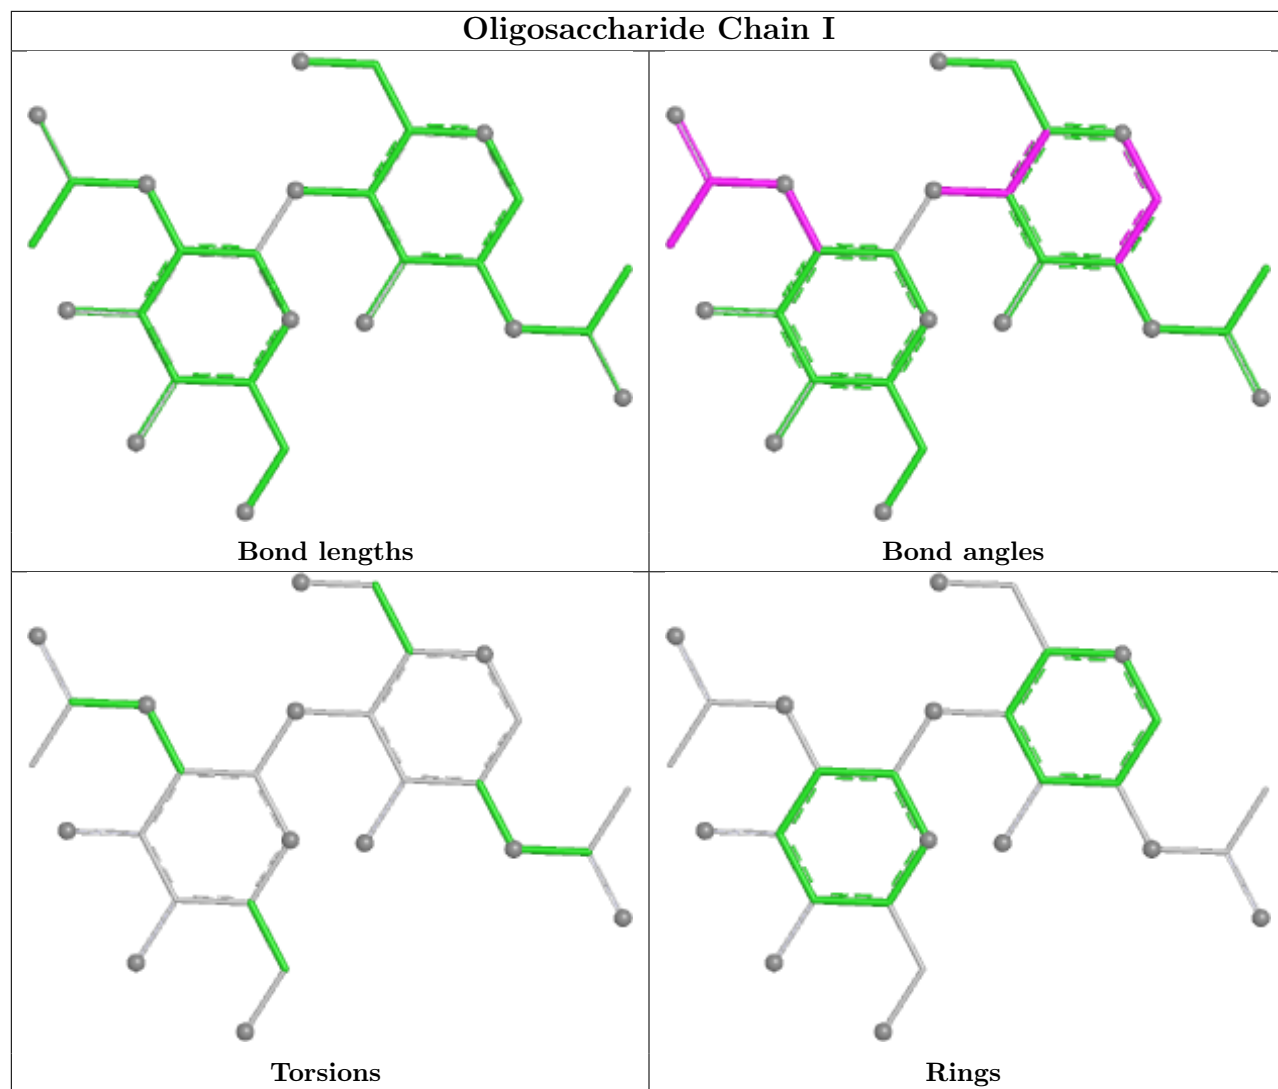 Oligosaccharide Chain I
Bond lengths
Bond angles
Torsions
Rings